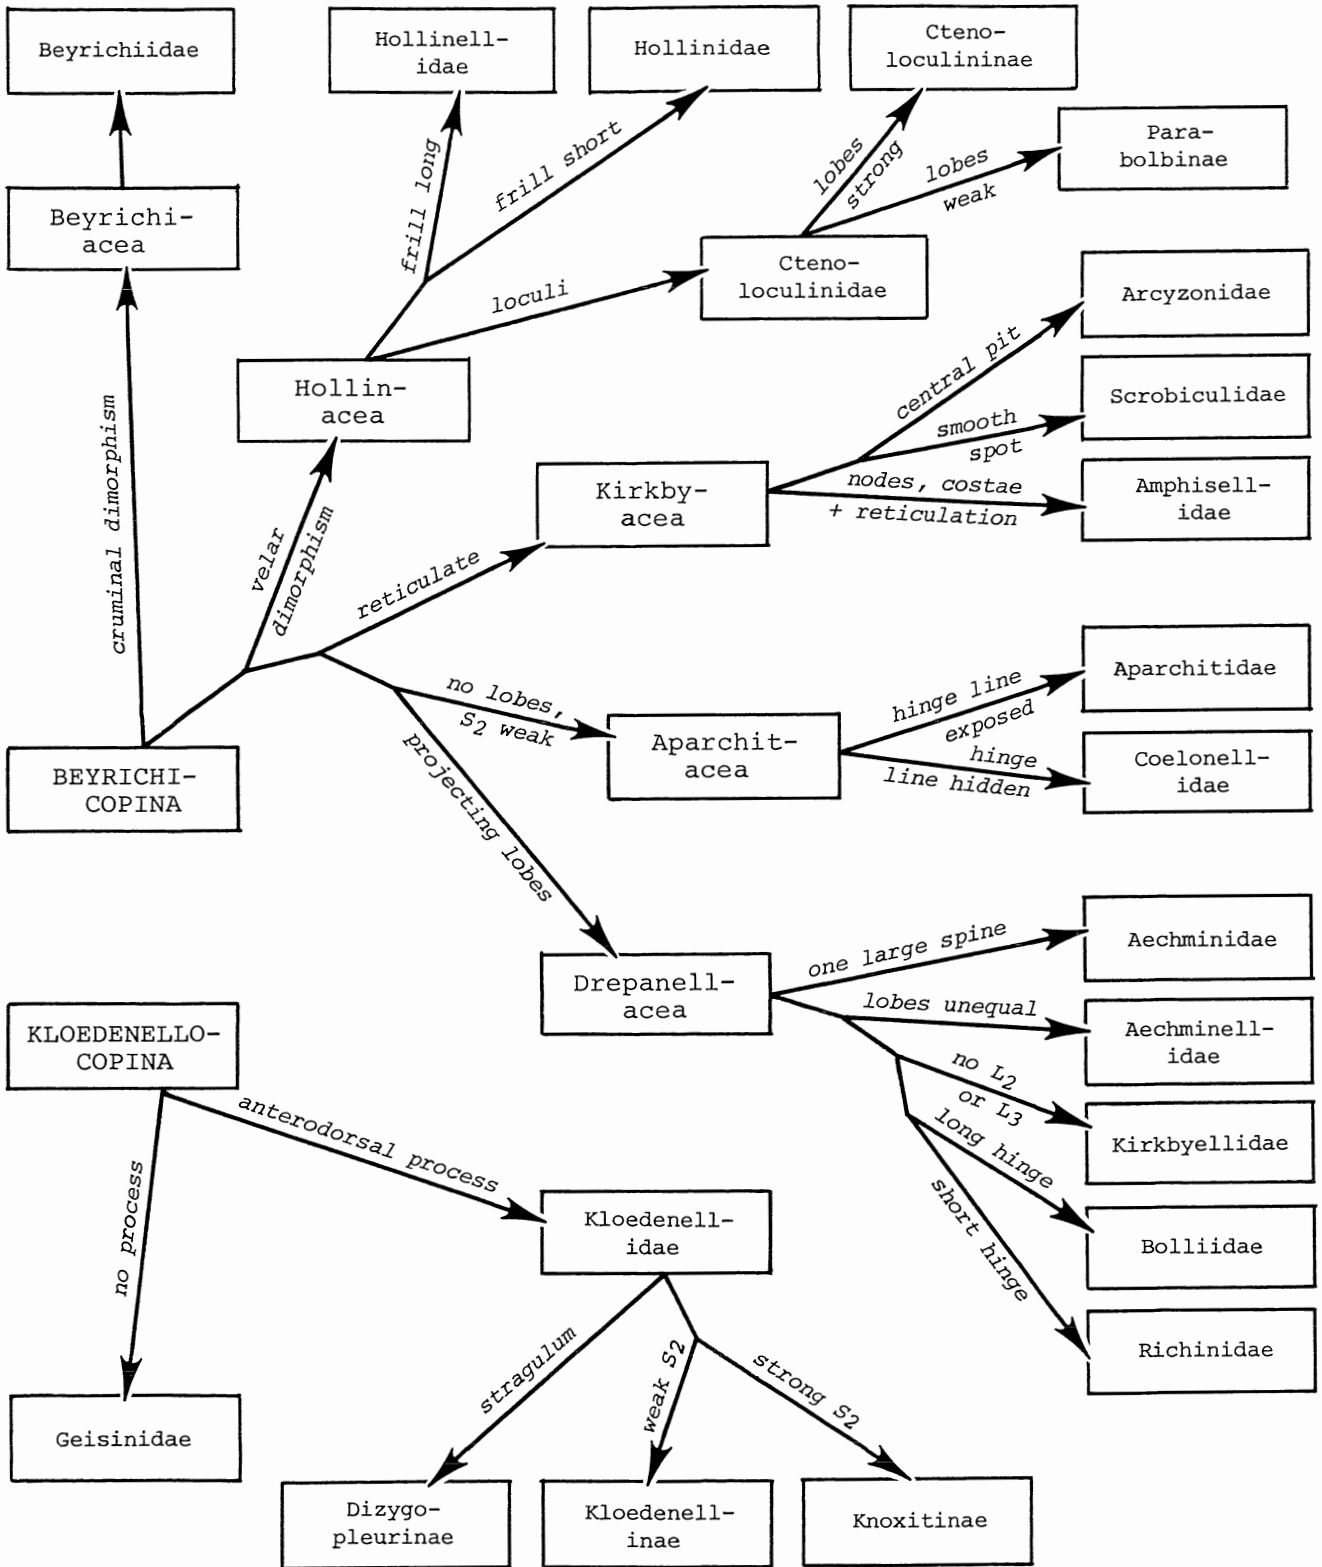 Beyrichiidae
Hollinell-
idae
Hollinidae
Cteno-
loculininae
Para-
bolbinae
frill long
frill short
lobes
strong
lobes
weak
Beyrichi-
acea
Cteno-
loculinidae
loculi
Arcyzonidae
central pit
Hollin-
acea
Scrobiculidae
smooth
spot
cruminal dimorphism
Kirkby-
acea
nodes, costae
+ reticulation
Amphisell-
idae
velar
dimorphism
reticulate
Aparchitidae
no lobes,
S2 weak
hinge line
exposed
BEYRICHI-
COPINA
Aparchit-
acea
hinge
line hidden
Coelonell-
idae
projecting lobes
one large spine
Aechminidae
Drepanell-
acea
lobes unequal
Aechminell-
idae
KLOEDENELLO-
COPINA
no L2
or L3
Kirkbyellidae
anterodorsal process
long hinge
no process
Kloedenell-
idae
short hinge
Bolliidae
Richinidae
stragulum
weak S2
strong S2
Geisinidae
Dizygo-
pleurinae
Kloedenell-
inae
Knoxitinae